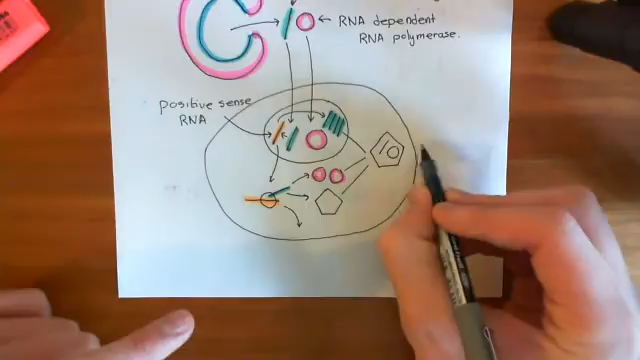 RNA dependent
RNA polymerase.
positive sense
RNA